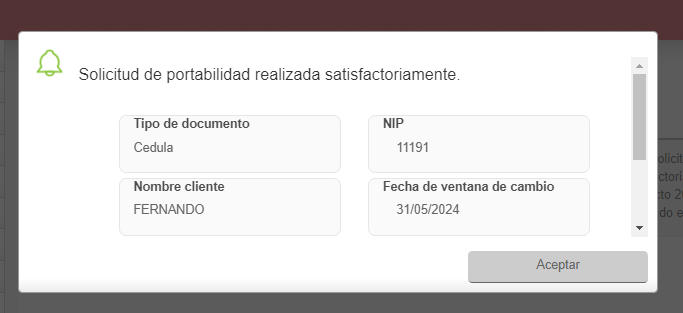 Solicitud de portabilidad realizada satisfactoriamente.
Tipo de documento
Cedula
NIP
11191
Nombre cliente
FERNANDO
Fecha de ventana de cambio
31/05/2024
Aceptar